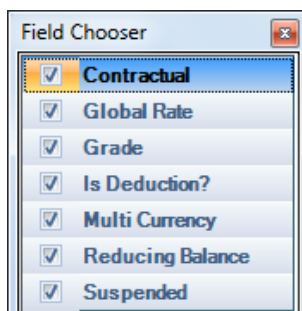 Field Chooser
Contractual
Global Rate
Grade
Is Deduction?
Multi Currency
Reducing Balance
Suspended